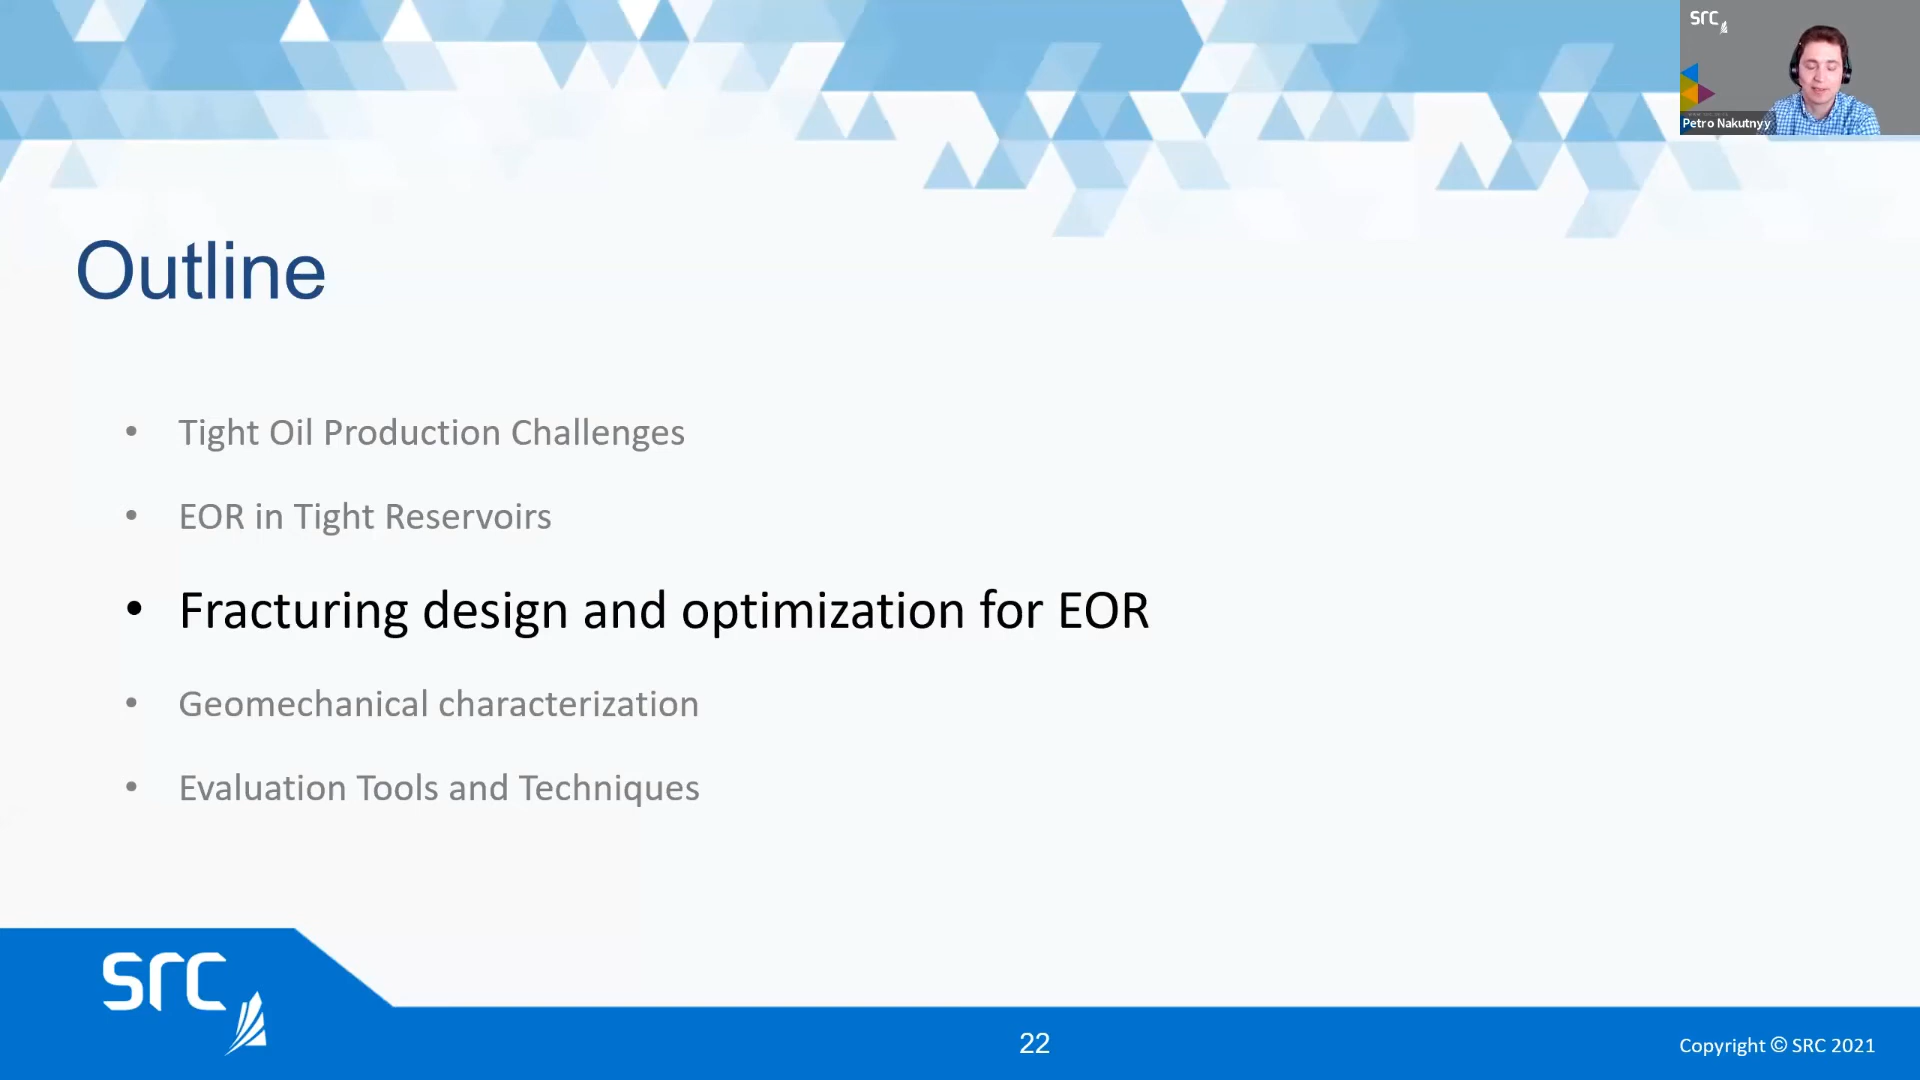 src
Petro Nakutnyy
Outline
• Tight Oil Production Challenges
• EOR in Tight Reservoirs
• Fracturing design and optimization for EOR
• Geomechanical characterization
• Evaluation Tools and Techniques
src
22
Copyright © SRC 2021